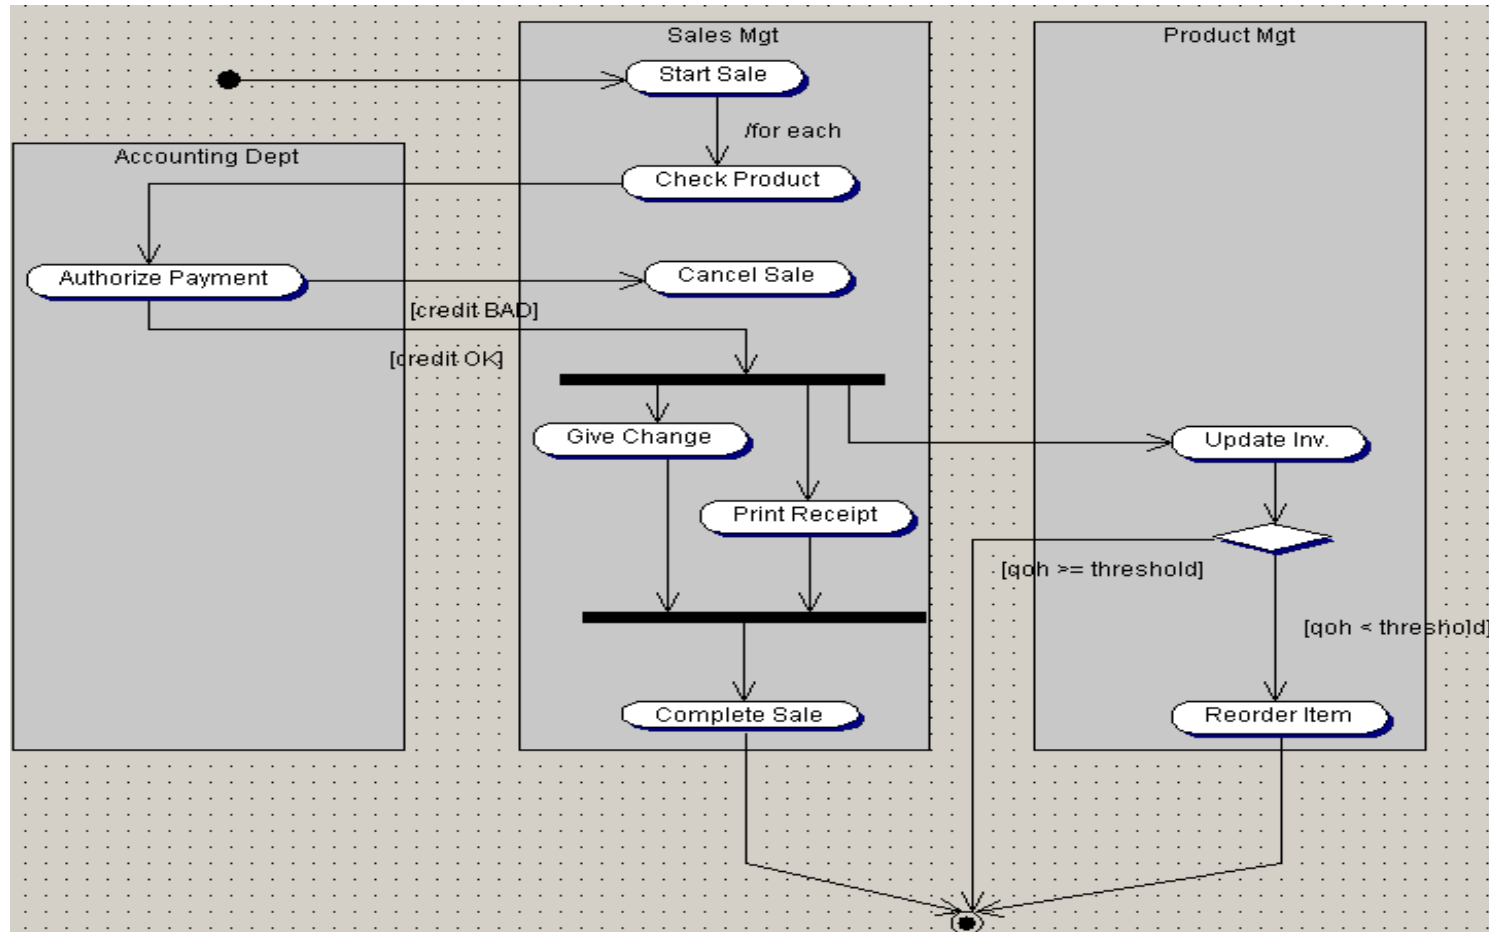 Sales Mgt
Product Mgt
Start Sale
/for each
Accounting Dept
Check Product
Authorize Payment
Cancel Sale
[credit BAD]
[credit OK]
Give Change
Update Inv.
Print Receipt
[qoh >= threshold]
[qoh < threshold]
Complete Sale
Reorder Item